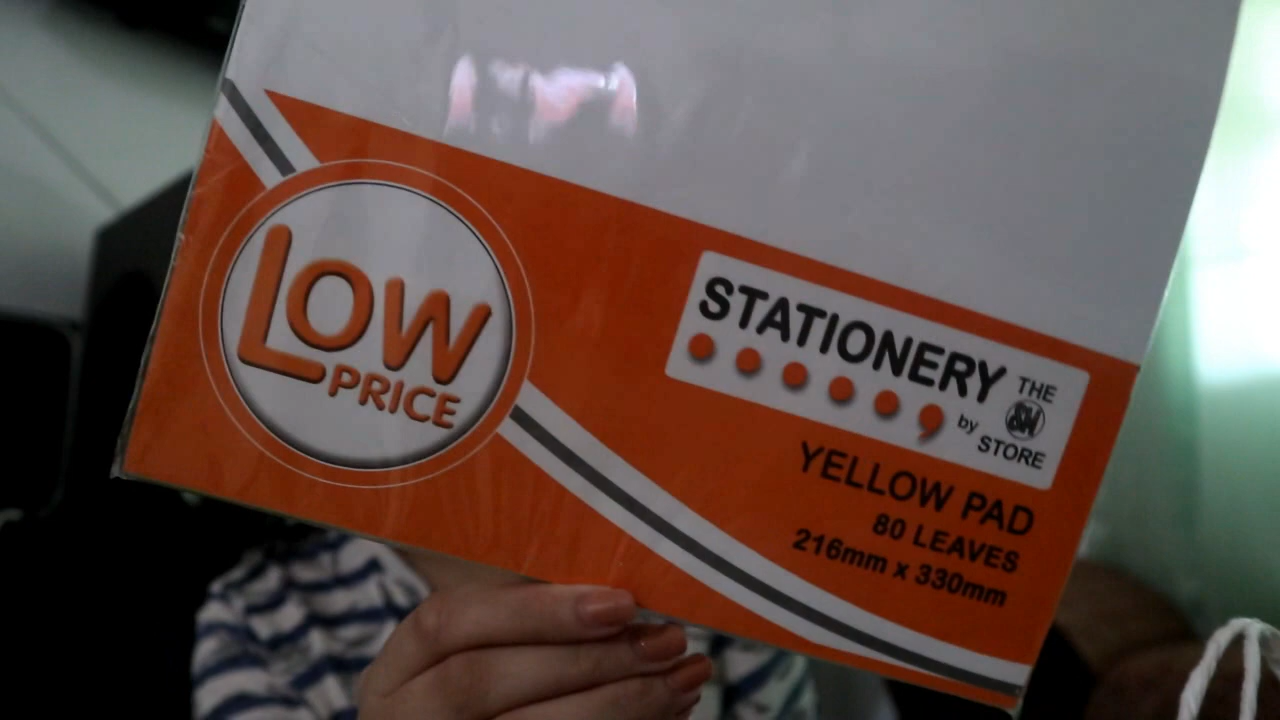 LOW
PRICE
STATIONERY
by THE SM STORE
YELLOW PAD
80 LEAVES
216mm x 330mm